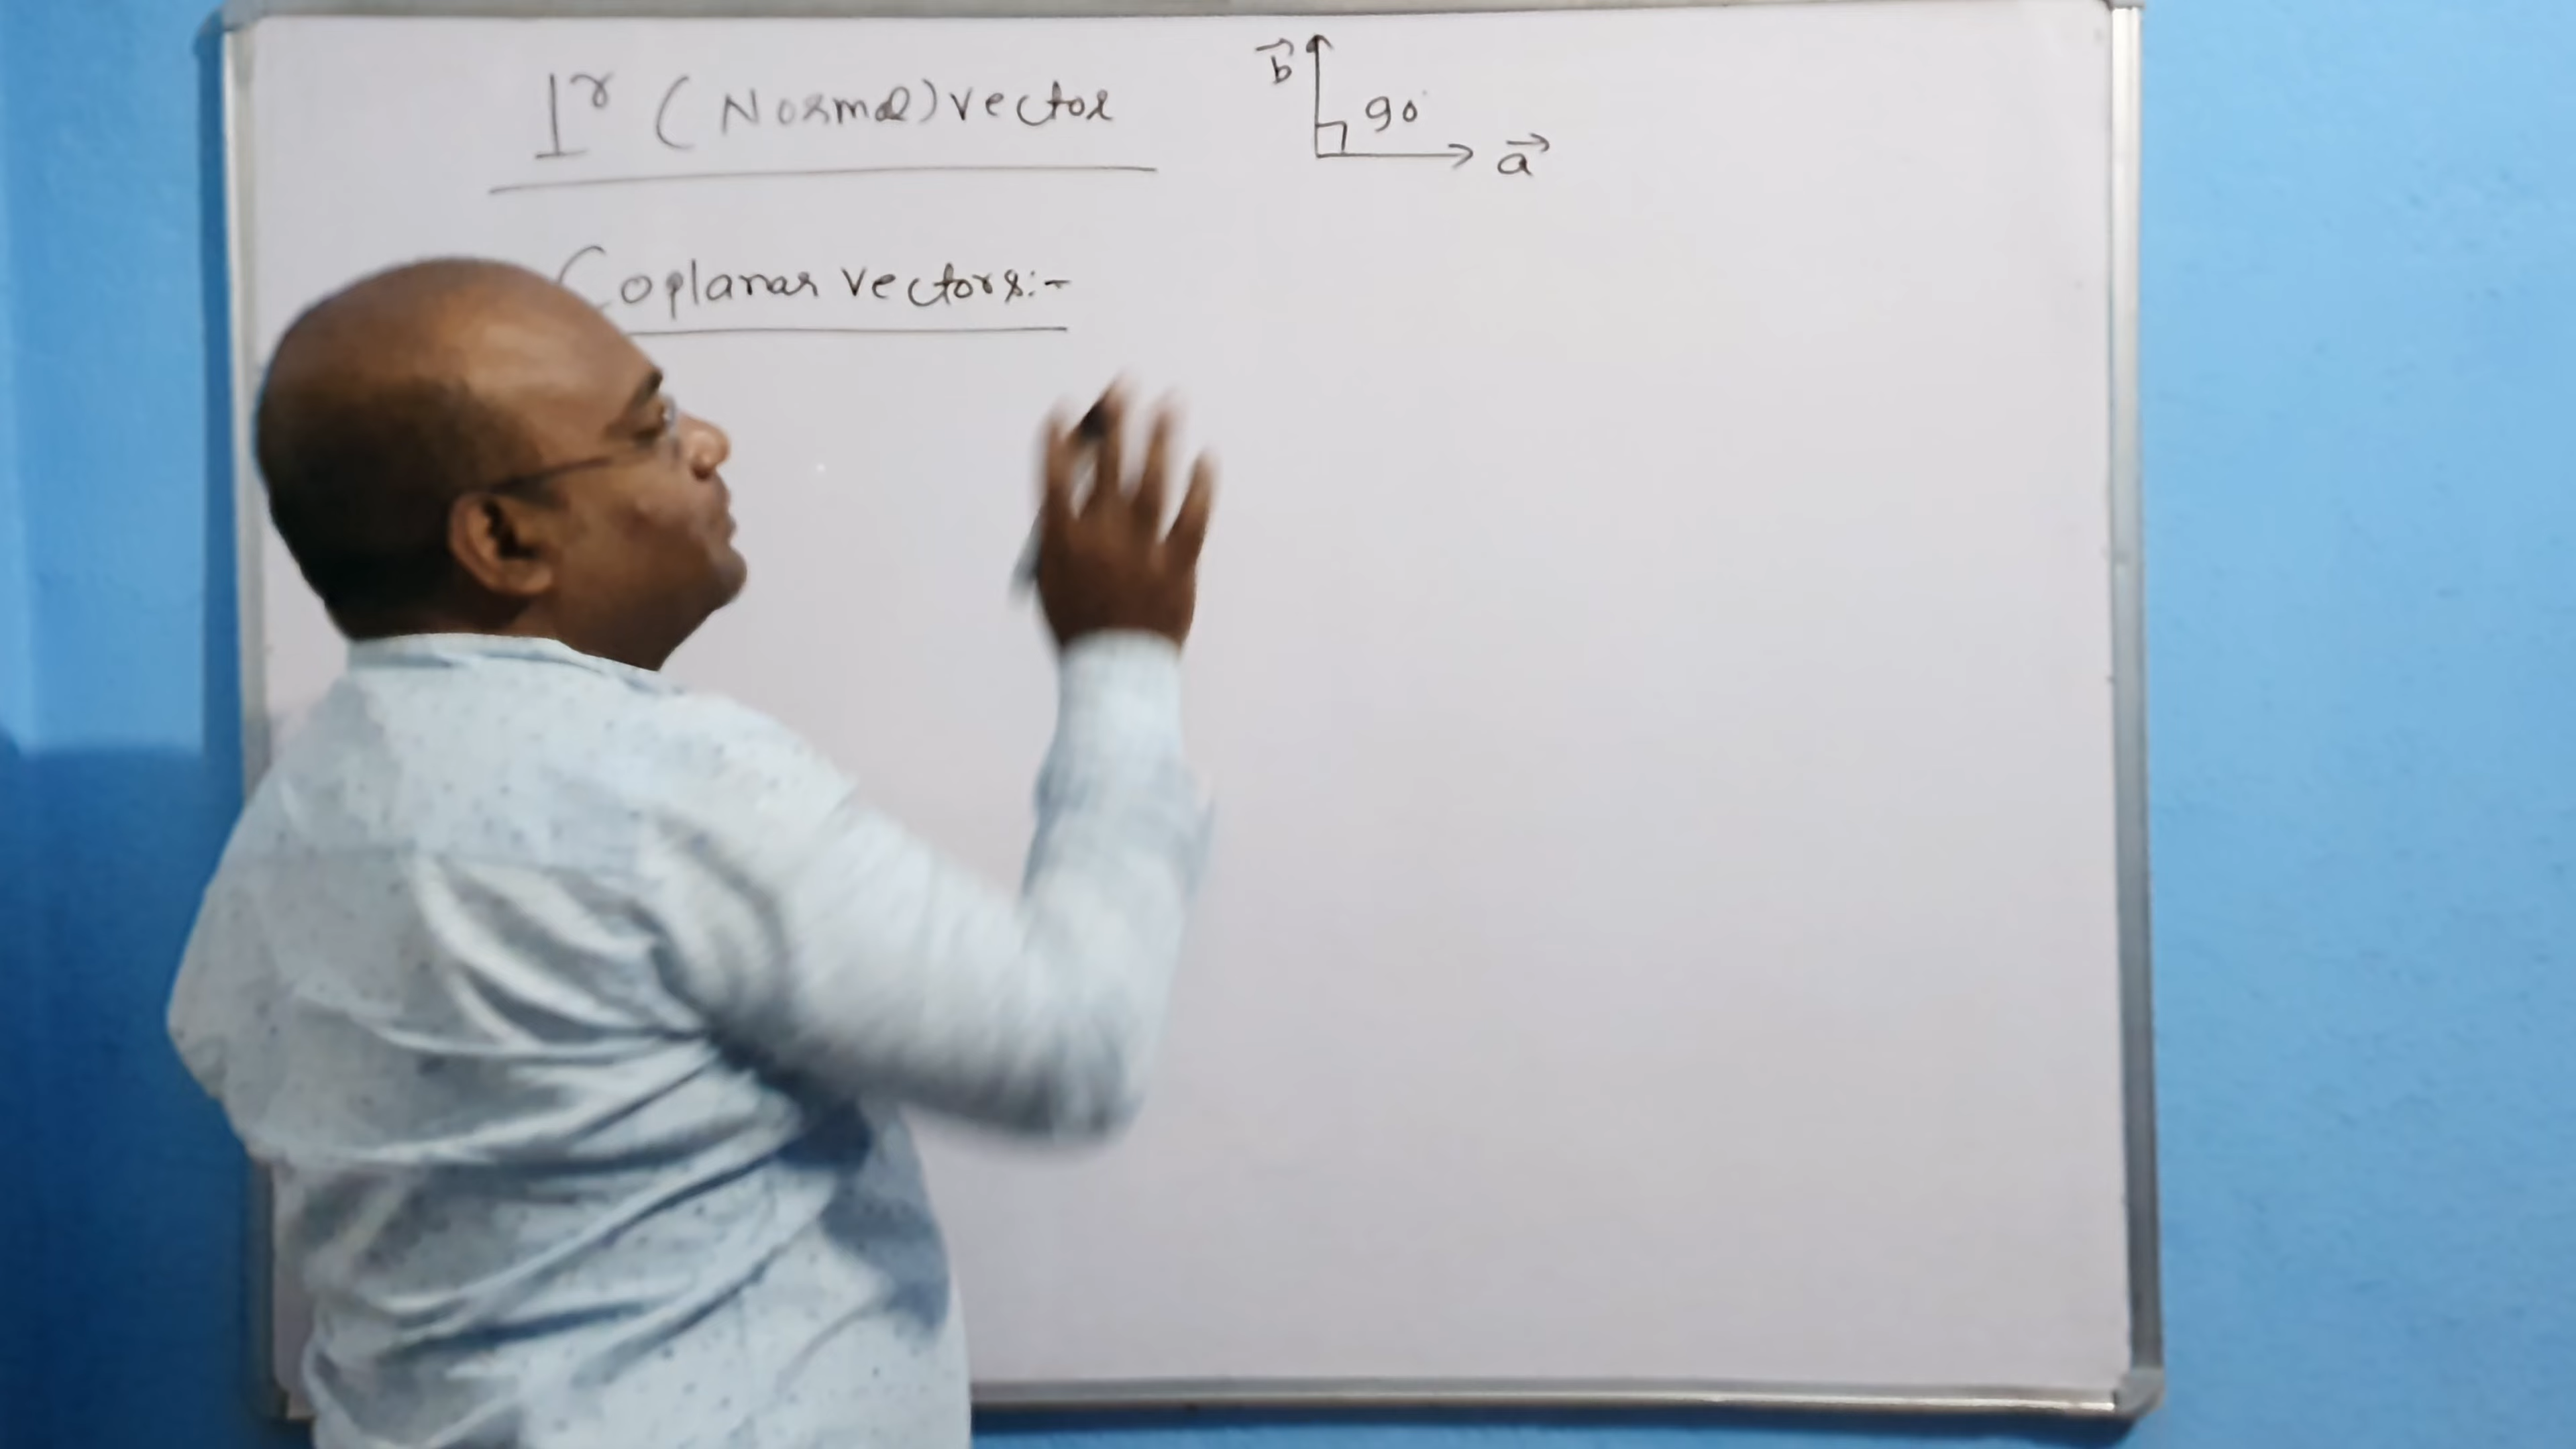 ⊥r (Normal) vector
b⃗
90°
a⃗
Coplanar vectors:-